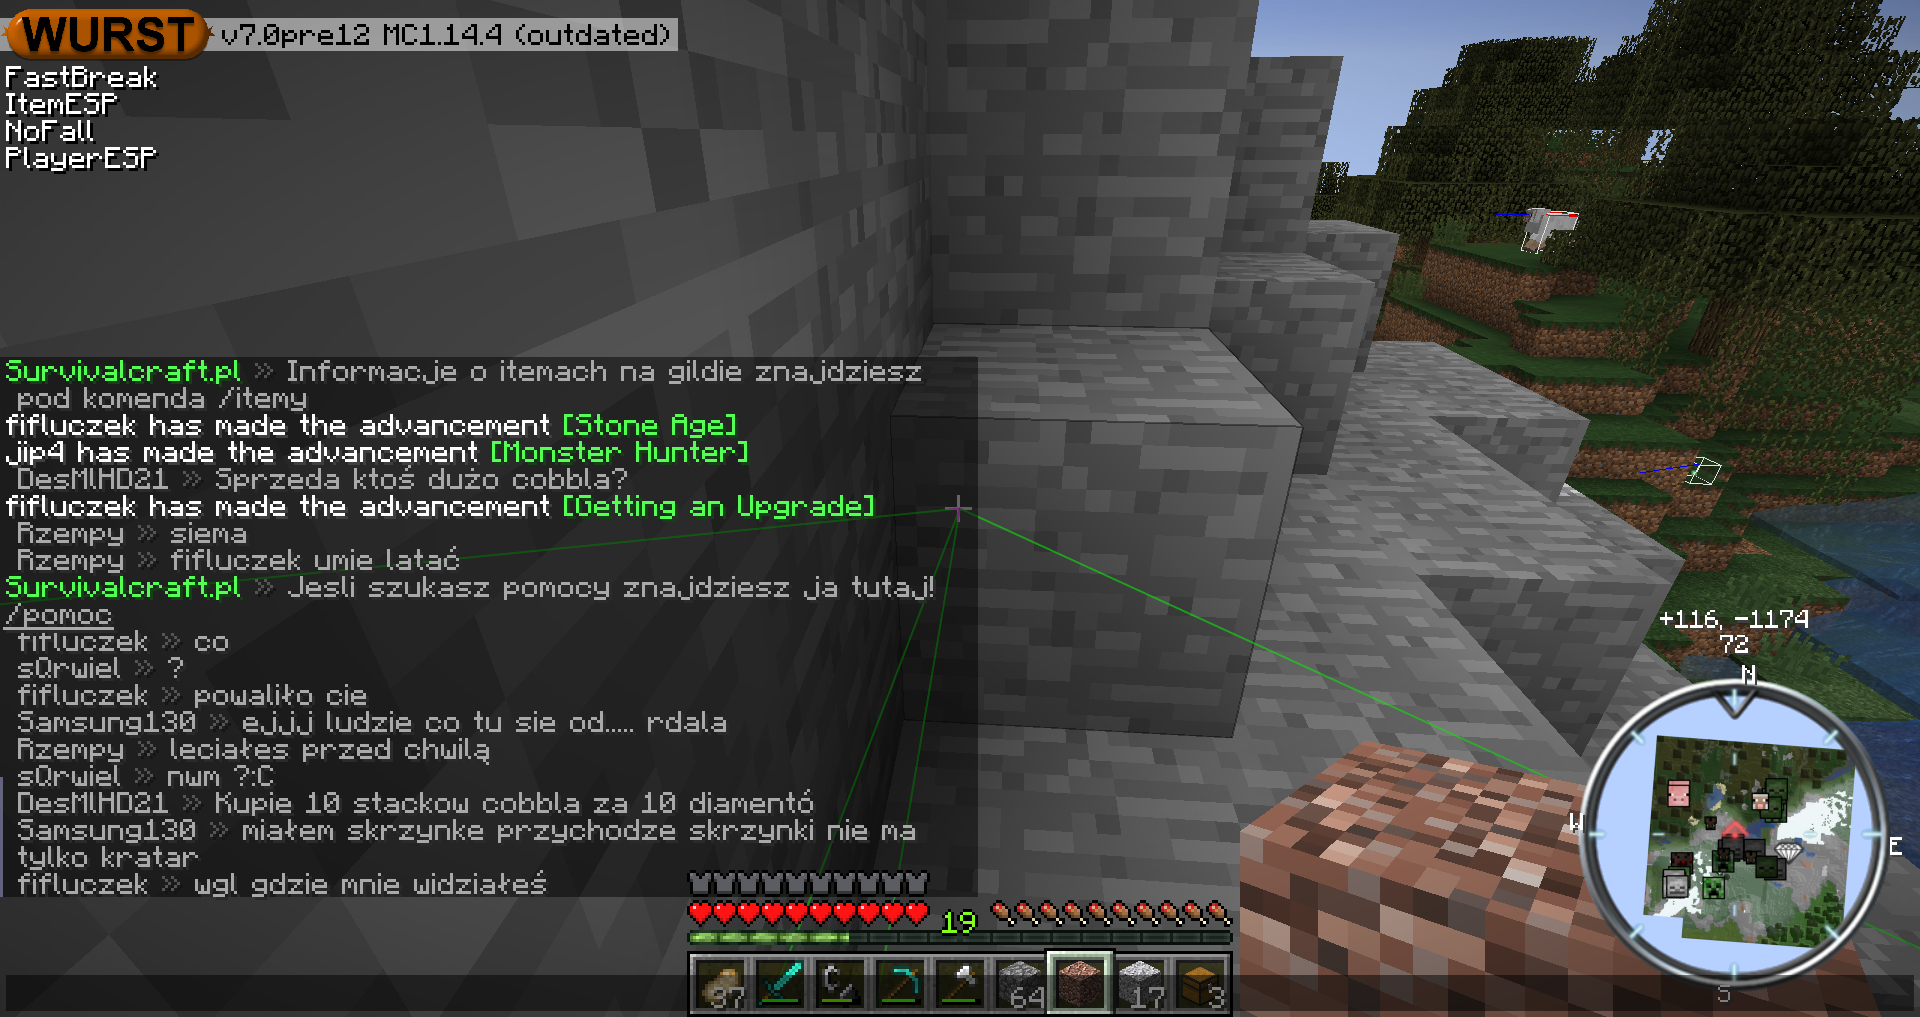 WURST v7.0pre12 MC1.14.4 (outdated)
FastBreak
ItemESP
NoFall
PlayerESP
Survivalcraft.pl » Informacje o itemach na gildie znajdziesz
pod komenda /itemy
fifluczek has made the advancement [Stone Age]
jip4 has made the advancement [Monster Hunter]
DesMlHD21 » Sprzeda ktoś dużo cobbla?
fifluczek has made the advancement [Getting an Upgrade]
Rzempy » siema
Rzempy » fifluczek umie latać
Survivalcraft.pl » Jesli szukasz pomocy znajdziesz ja tutaj!
/pomoc
fifluczek » co
sQrwiel » ?
fifluczek » powaliło cie
Samsung130 » ejjj ludzie co tu sie od..... rdala
Rzempy » leciałes przed chwilą
sQrwiel » nwm ?:C
DesMlHD21 » Kupie 10 stackow cobbla za 10 diamentó
Samsung130 » miałem skrzynke przychodze skrzynki nie ma
tylko kratar
fifluczek » wgl gdzie mnie widziałeś
+116, -1174
72
N
W
E
S
19
37
64
17
3